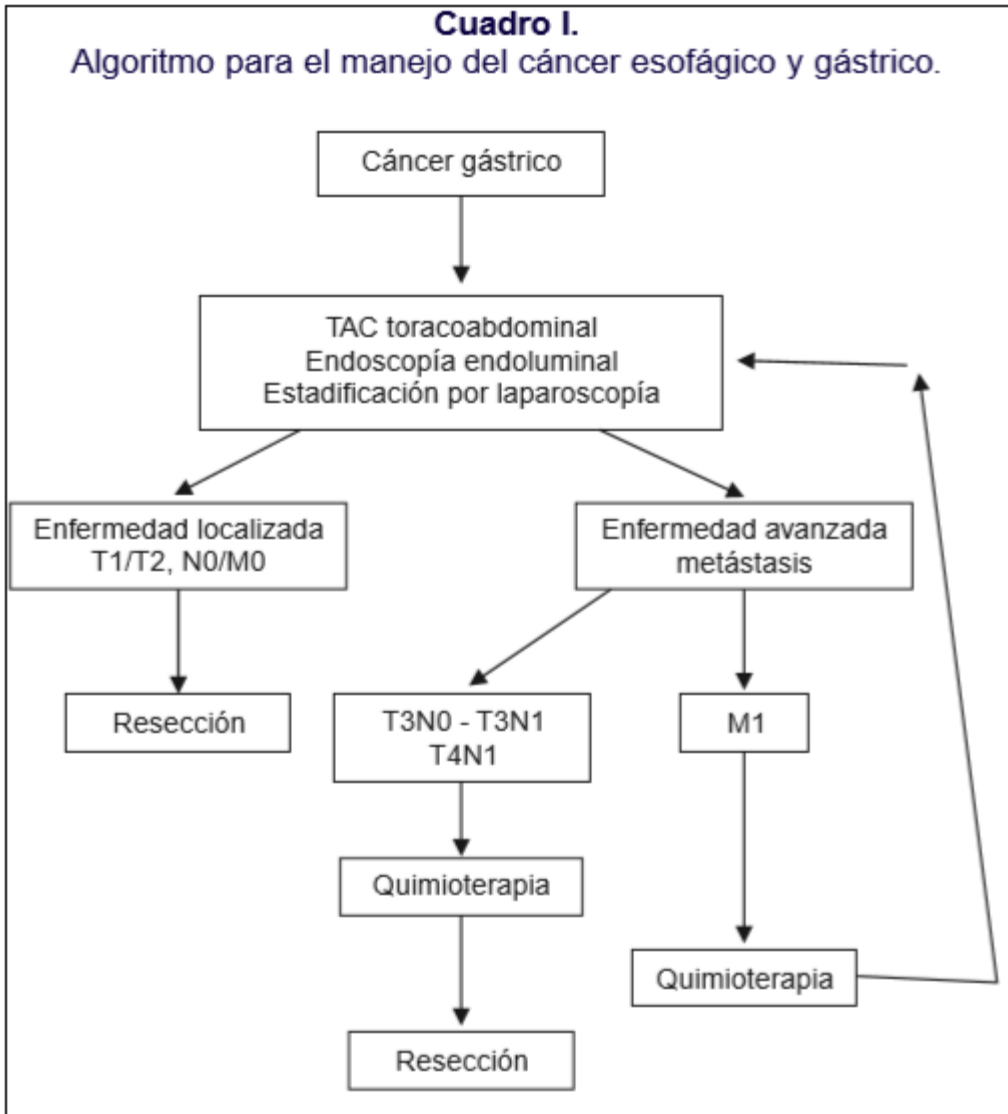 Cuadro I.
Algoritmo para el manejo del cáncer esofágico y gástrico.
Cáncer gástrico
TAC toracoabdominal
Endoscopía endoluminal
Estadificación por laparoscopía
Enfermedad localizada
T1/T2, N0/M0
Enfermedad avanzada
metástasis
Resección
T3N0 - T3N1
T4N1
M1
Quimioterapia
Quimioterapia
Resección